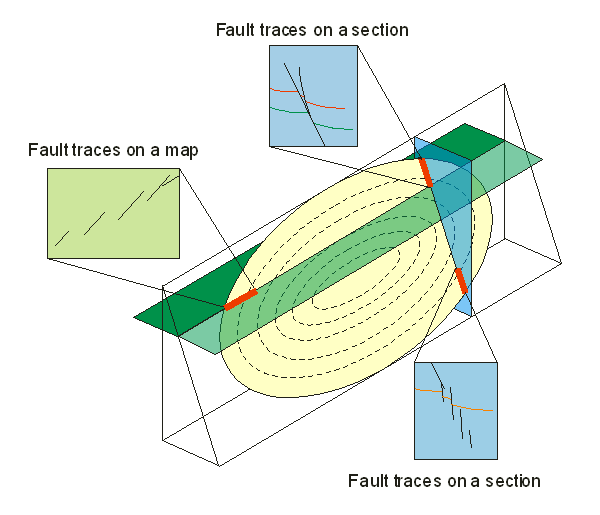 Fault traces on a section
Fault traces on a map
Fault traces on a section